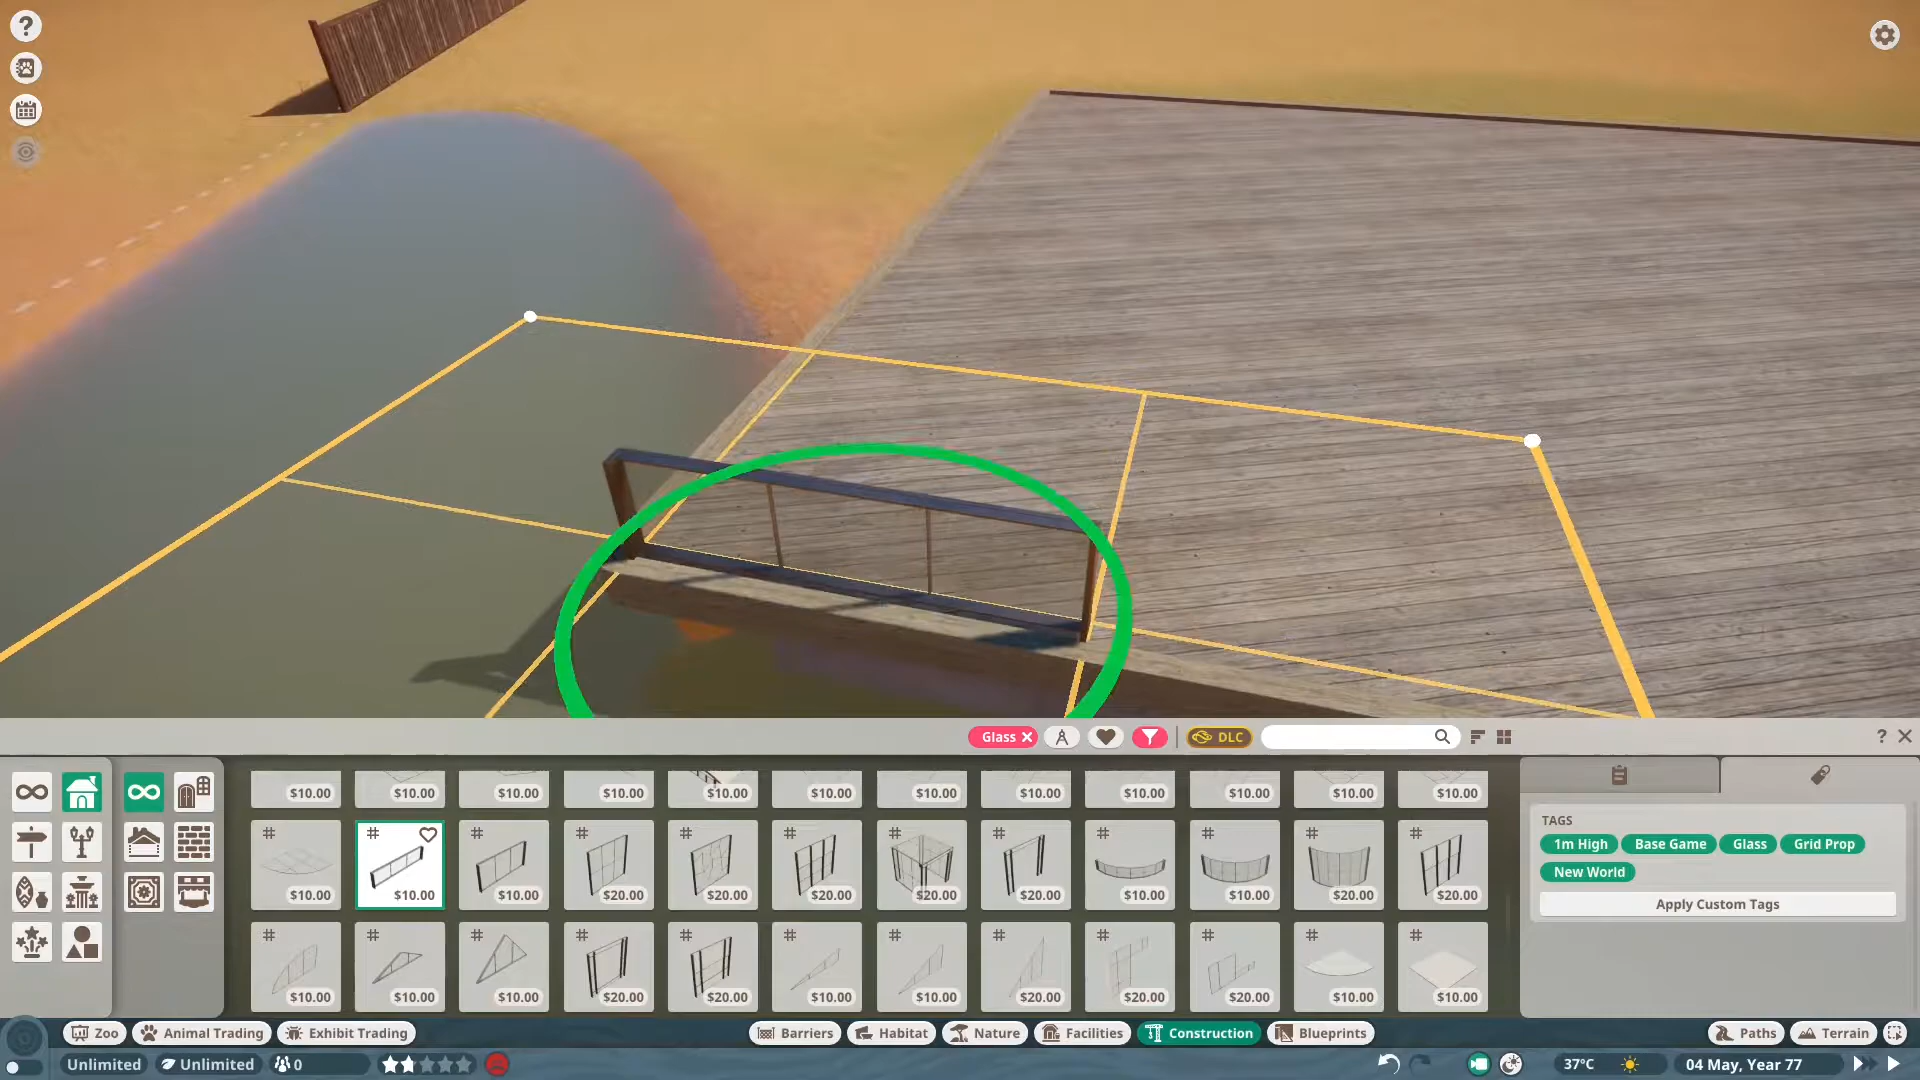 ?
Glass ×
DLC
? ×
$10.00 $10.00 $10.00 $10.00 $10.00 $10.00 $10.00 $10.00 $10.00 $10.00 $10.00 $10.00
# # # # # # # # # # # #
$10.00 $10.00 $10.00 $20.00 $20.00 $20.00 $20.00 $20.00 $10.00 $10.00 $20.00 $20.00
# # # # # # # # # # # #
$10.00 $10.00 $10.00 $20.00 $20.00 $10.00 $10.00 $20.00 $20.00 $20.00 $10.00 $10.00
TAGS
1m High Base Game Glass Grid Prop
New World
Apply Custom Tags
Zoo Animal Trading Exhibit Trading Barriers Habitat Nature Facilities Construction Blueprints Paths Terrain
Unlimited Unlimited 0 37°C 04 May, Year 77